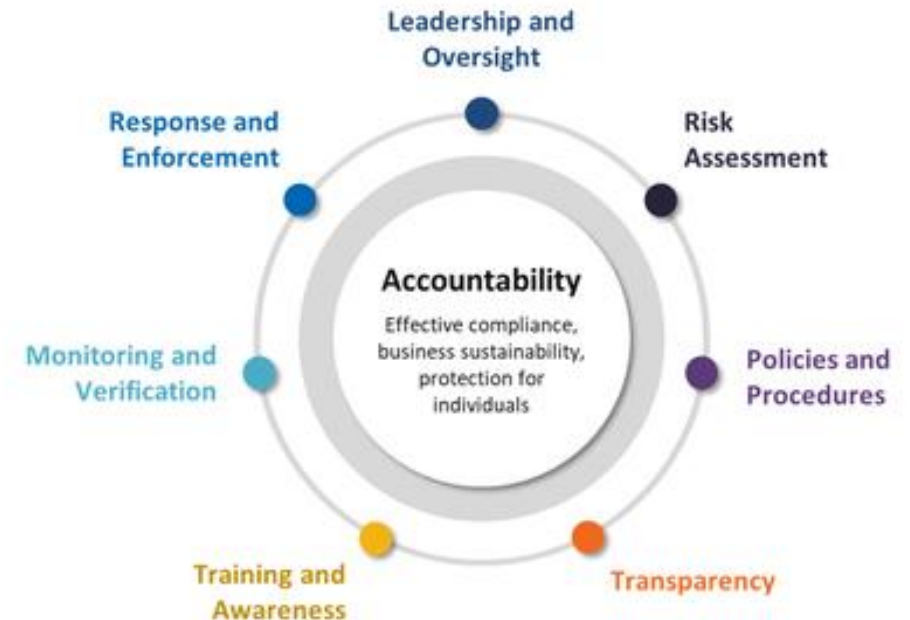 Leadership and
Oversight
Response and
Enforcement
Risk
Assessment
Accountability
Effective compliance,
business sustainability,
protection for
individuals
Monitoring and
Verification
Policies and
Procedures
Training and
Awareness
Transparency